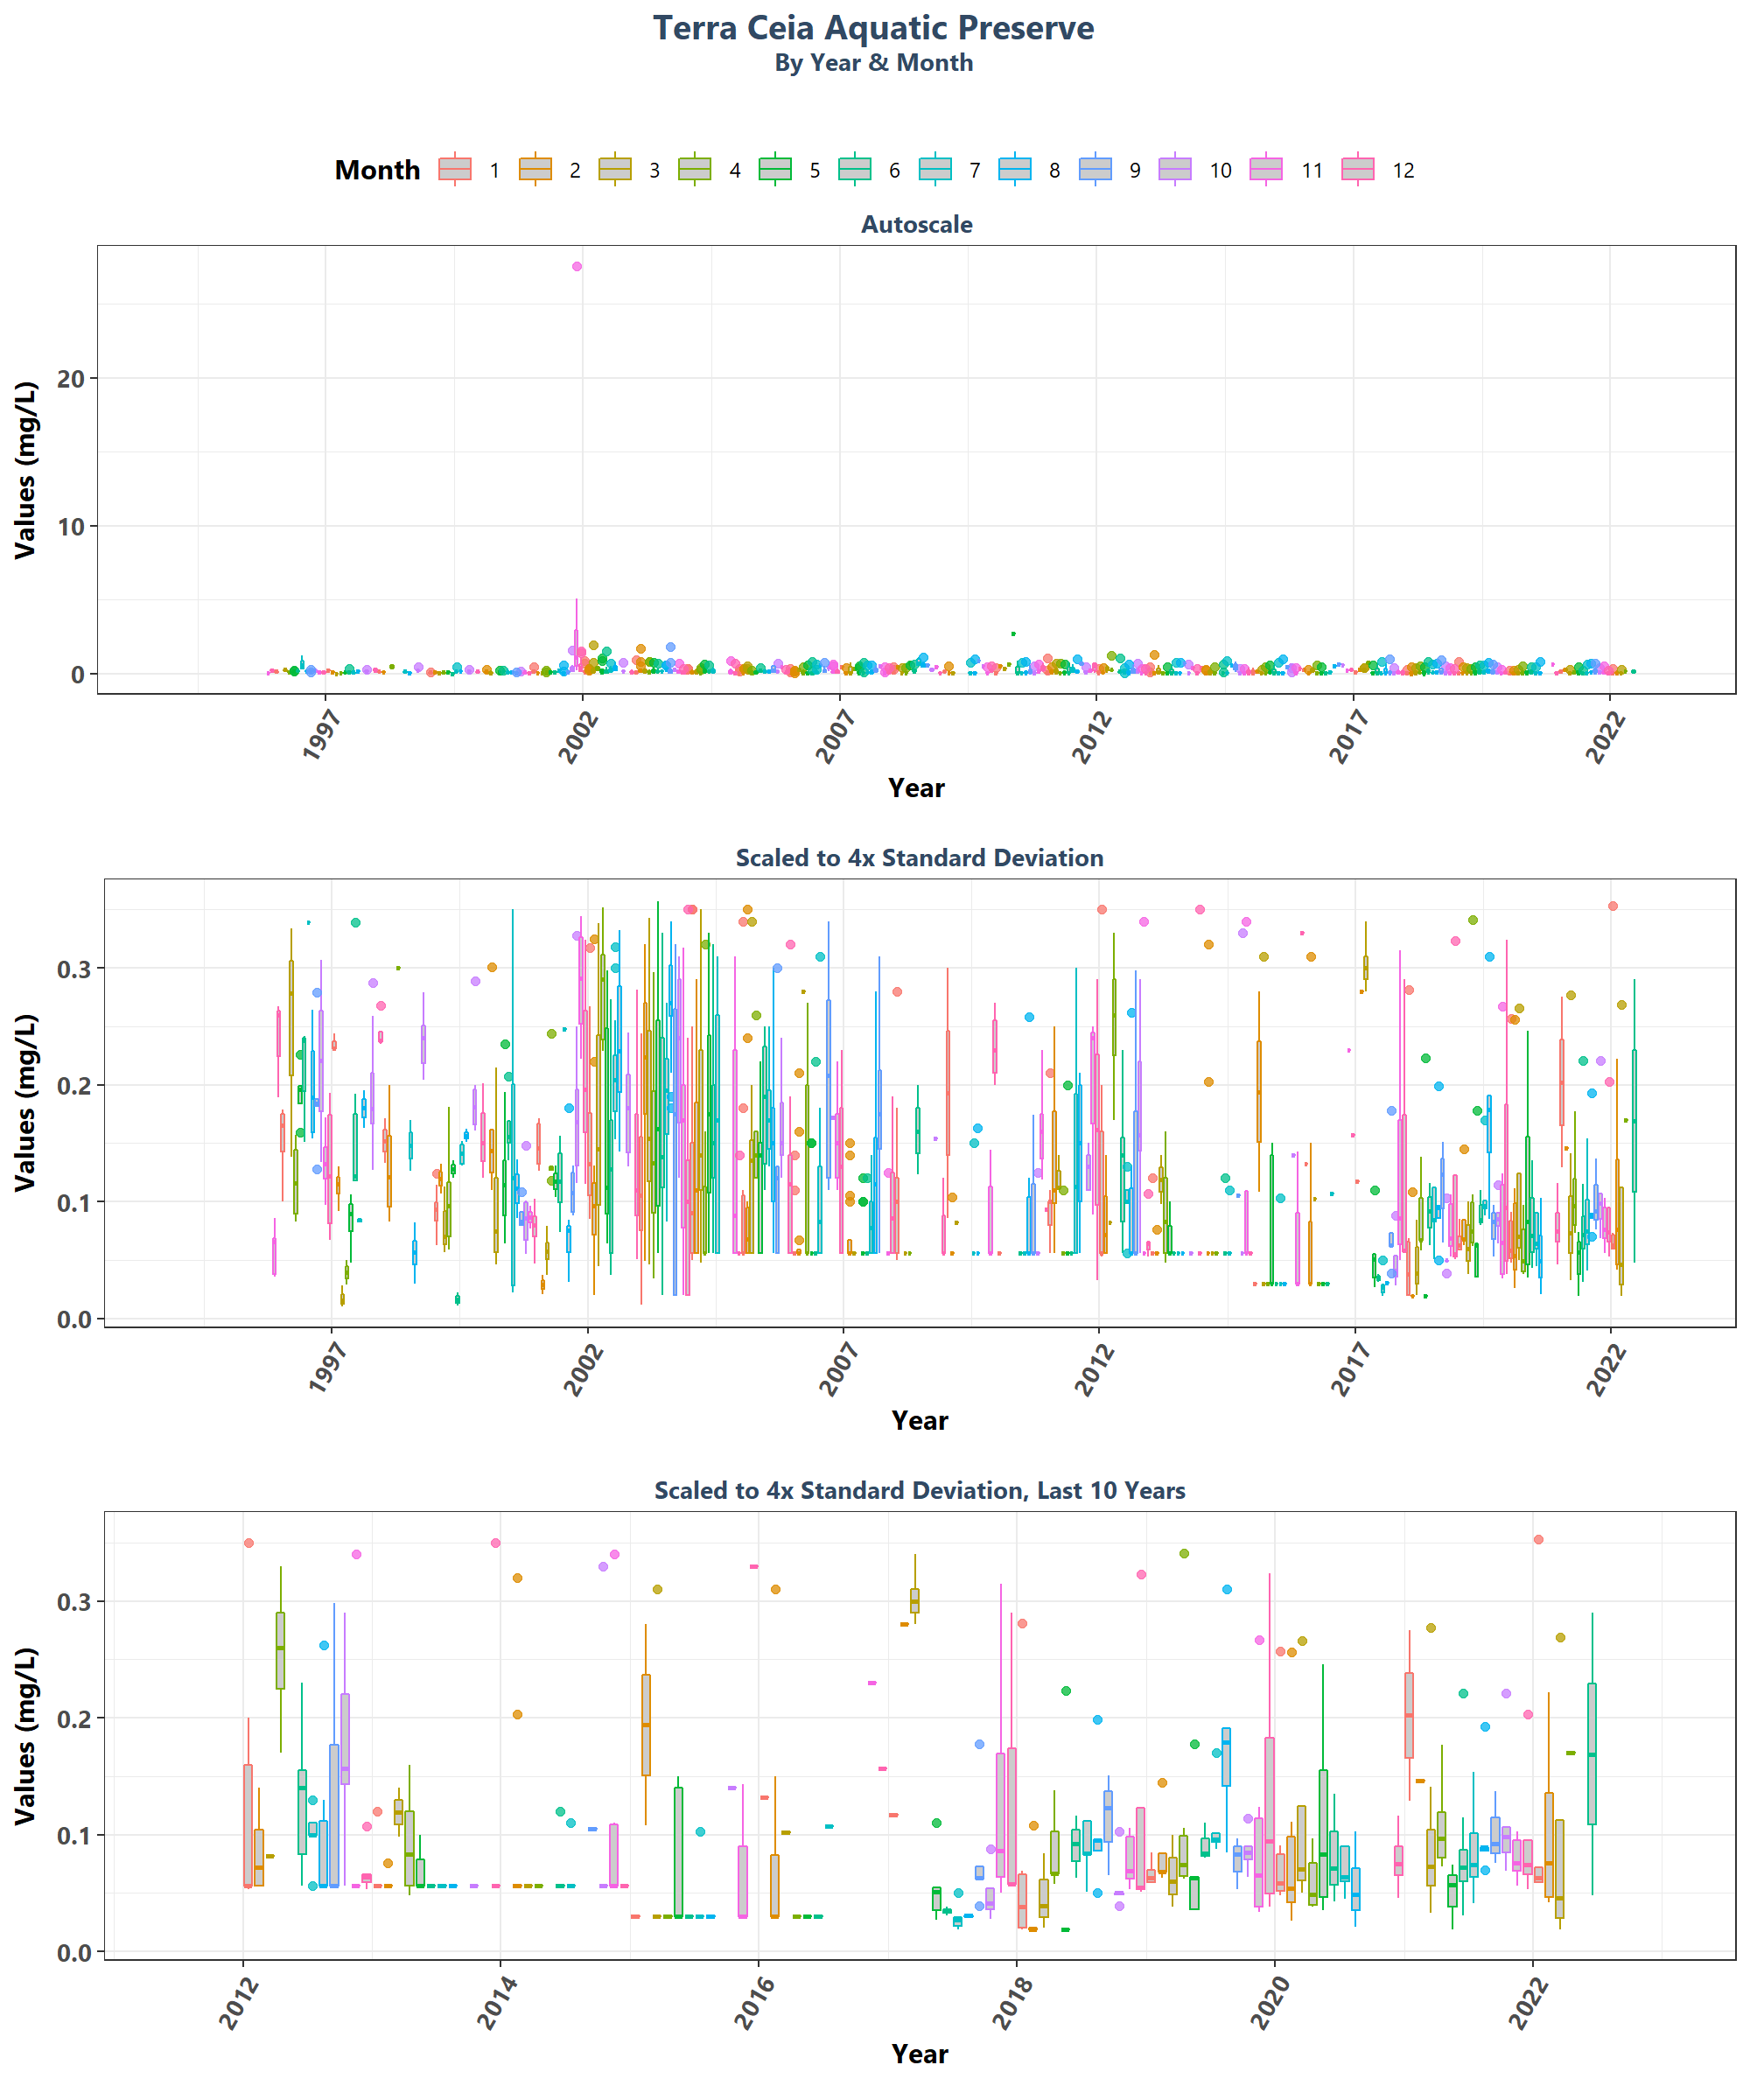 Terra Ceia Aquatic Preserve
By Year & Month
Month 1 2 3 4 5 6 7 8 9 10 11 12
Autoscale
Values (mg/L)
20
10
0
1997 2002 2007 2012 2017 2022
Year
Scaled to 4x Standard Deviation
Values (mg/L)
0.3
0.2
0.1
0.0
1997 2002 2007 2012 2017 2022
Year
Scaled to 4x Standard Deviation, Last 10 Years
Values (mg/L)
0.3
0.2
0.1
0.0
2012 2014 2016 2018 2020 2022
Year